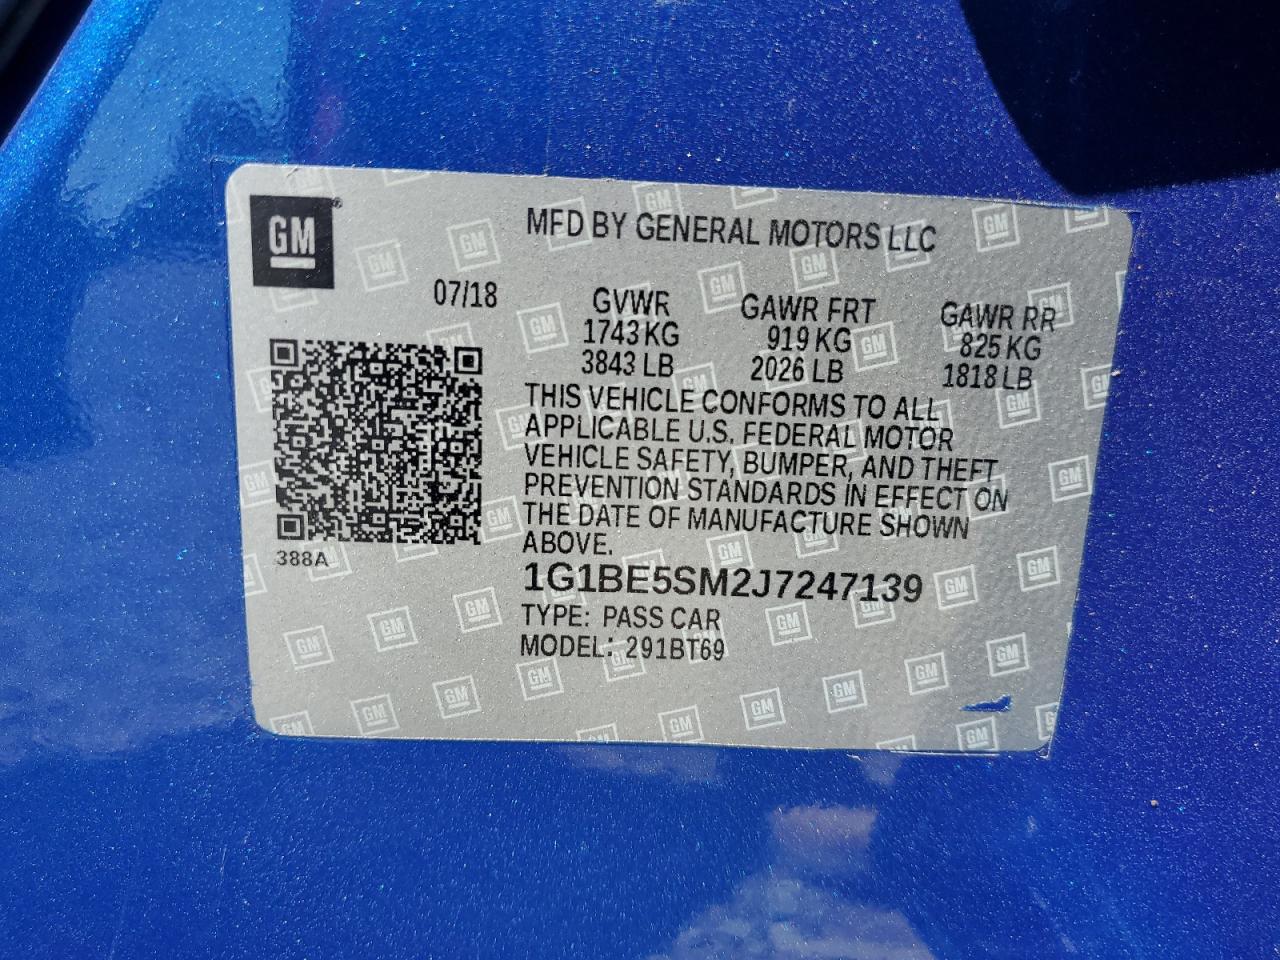 GM
MFD BY GENERAL MOTORS LLC
07/18
GVWR GAWR FRT GAWR RR
1743 KG 919 KG 825 KG
3843 LB 2026 LB 1818 LB
THIS VEHICLE CONFORMS TO ALL
APPLICABLE U.S. FEDERAL MOTOR
VEHICLE SAFETY, BUMPER, AND THEFT
PREVENTION STANDARDS IN EFFECT ON
THE DATE OF MANUFACTURE SHOWN
ABOVE.
388A
1G1BE5SM2J7247139
TYPE: PASS CAR
MODEL: 291BT69